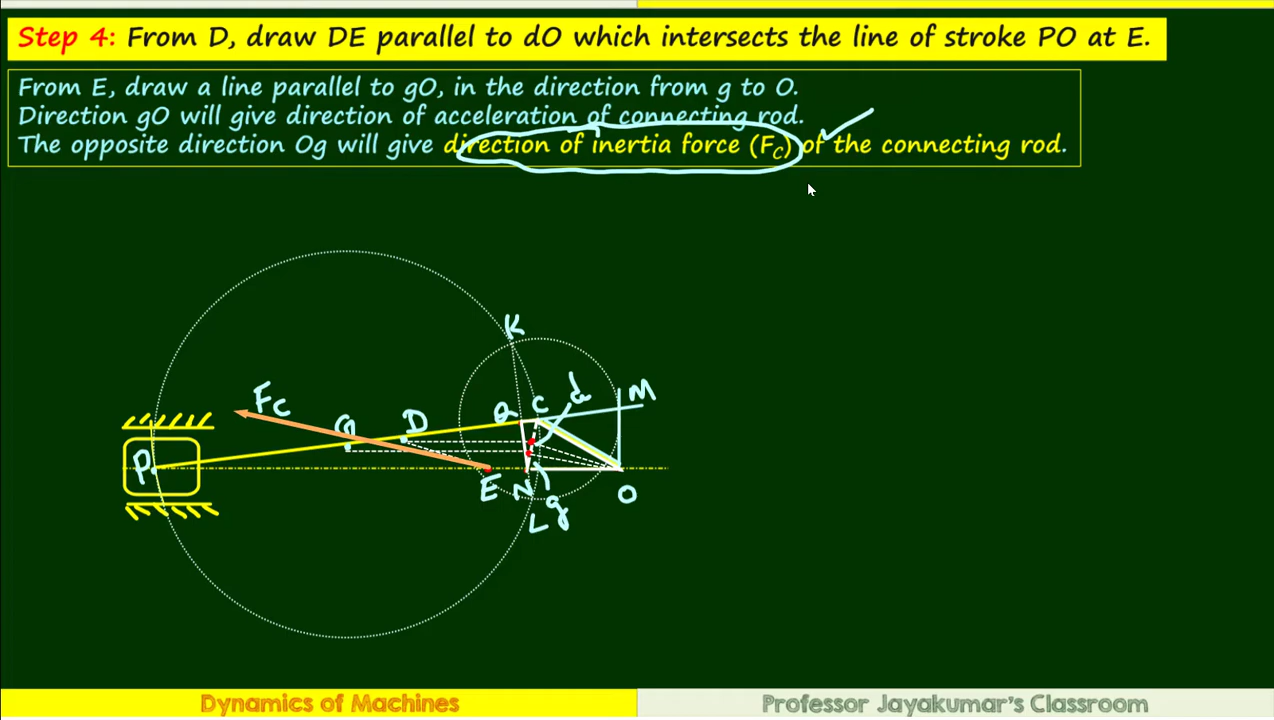 Step 4: From D, draw DE parallel to dO which intersects the line of stroke PO at E.
From E, draw a line parallel to gO, in the direction from g to O.
Direction gO will give direction of acceleration of connecting rod.
The opposite direction Og will give direction of inertia force (FC) of the connecting rod.
K
FC
G
D
Q
C
d
M
P
E
N
g
O
L
Dynamics of Machines
Professor Jayakumar's Classroom